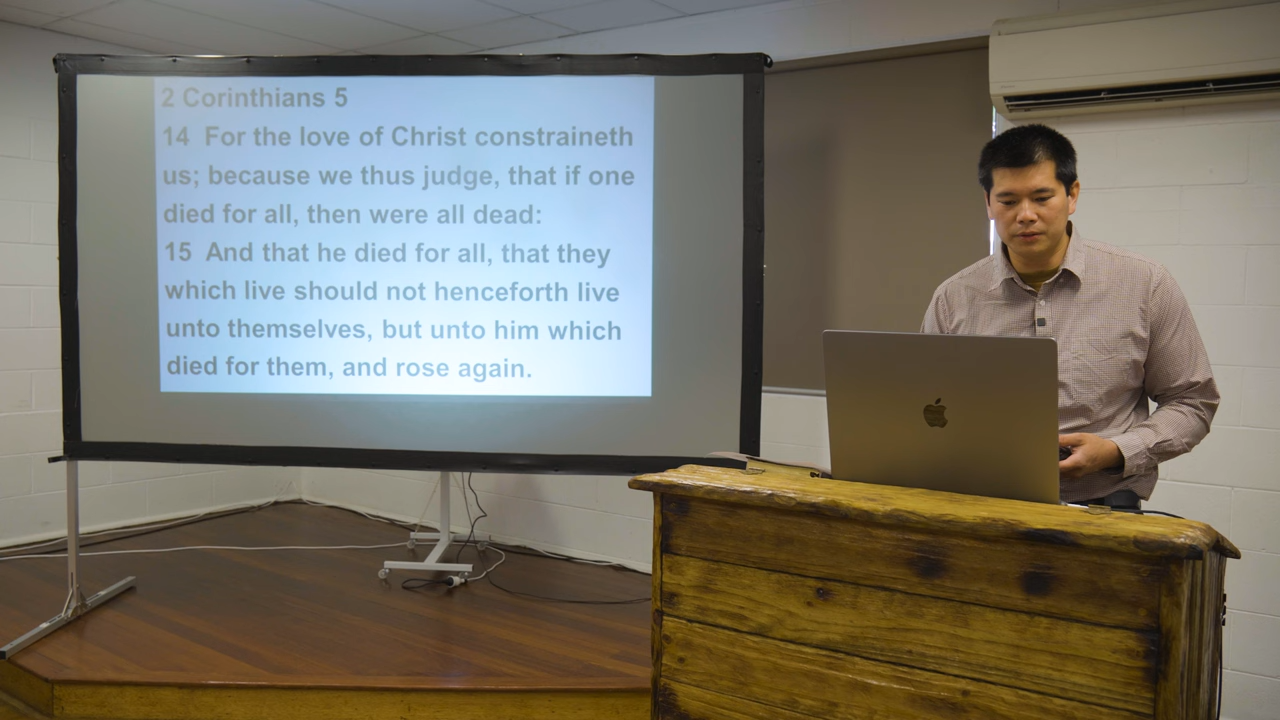 2 Corinthians 5
14 For the love of Christ constraineth
us; because we thus judge, that if one
died for all, then were all dead:
15 And that he died for all, that they
which live should not henceforth live
unto themselves, but unto him which
died for them, and rose again.